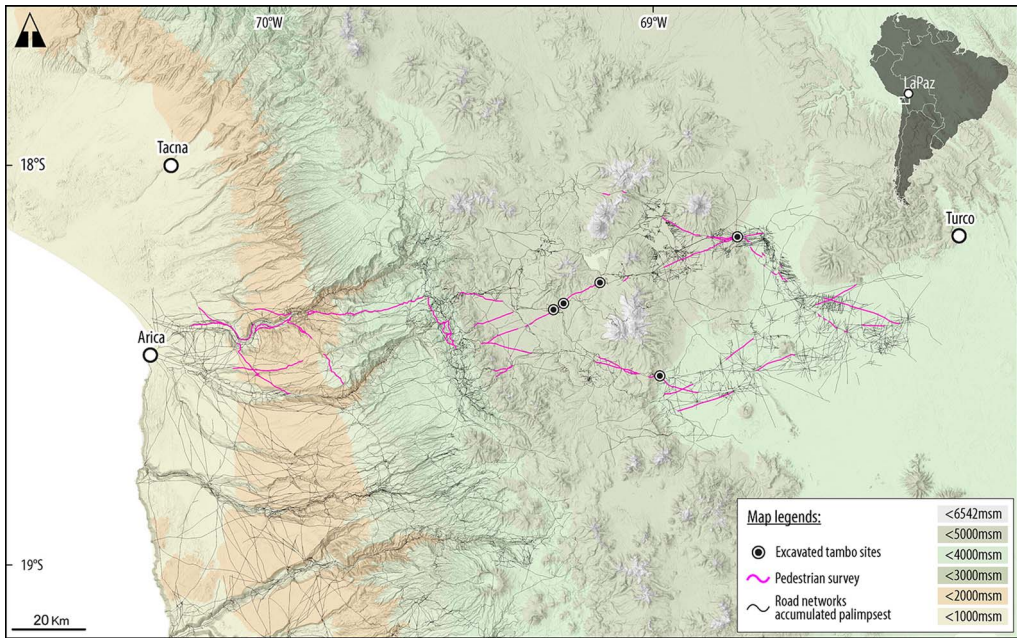 70°W
69°W
LaPaz
Tacna
18°S
Turco
Arica
Map legends:
Excavated tambo sites
Pedestrian survey
Road networks
accumulated palimpsest
<6542msm
<5000msm
<4000msm
<3000msm
<2000msm
<1000msm
19°S
20 Km